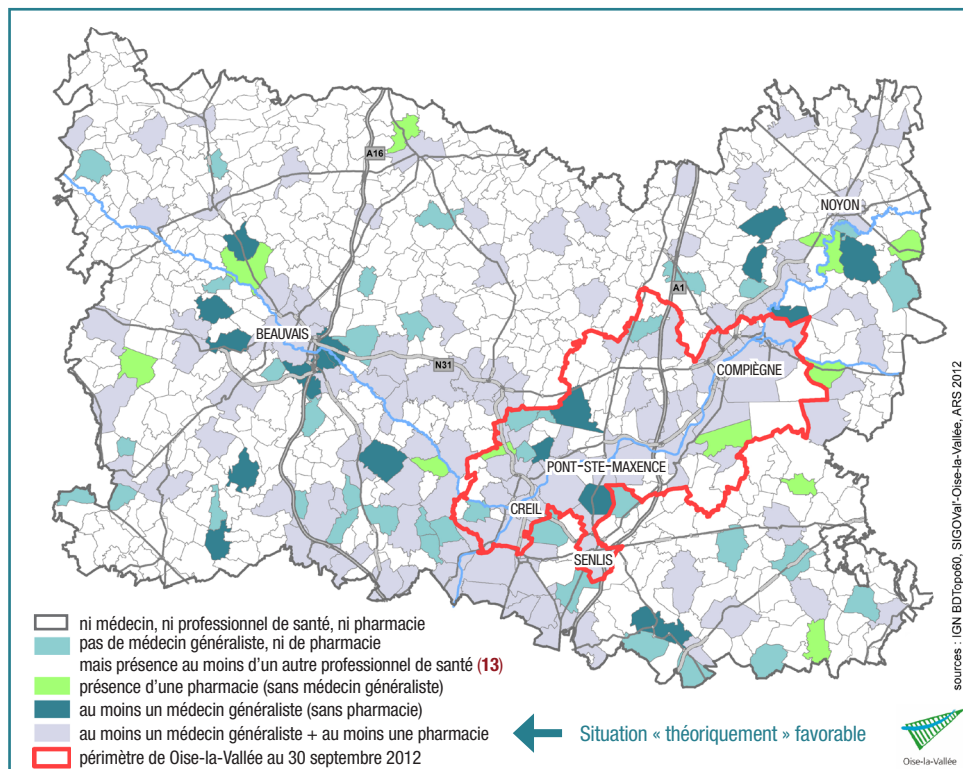 A16
NOYON
A1
BEAUVAIS
N31
COMPIÈGNE
PONT-STE-MAXENCE
CREIL
SENLIS
ni médecin, ni professionnel de santé, ni pharmacie
pas de médecin généraliste, ni de pharmacie
mais présence au moins d'un autre professionnel de santé (13)
présence d'une pharmacie (sans médecin généraliste)
au moins un médecin généraliste (sans pharmacie)
au moins un médecin généraliste + au moins une pharmacie
Situation « théoriquement » favorable
périmètre de Oise-la-Vallée au 30 septembre 2012
sources : IGN BDTopo60, SIGOVal'-Oise-la-Vallée, ARS 2012
Oise-la-Vallée